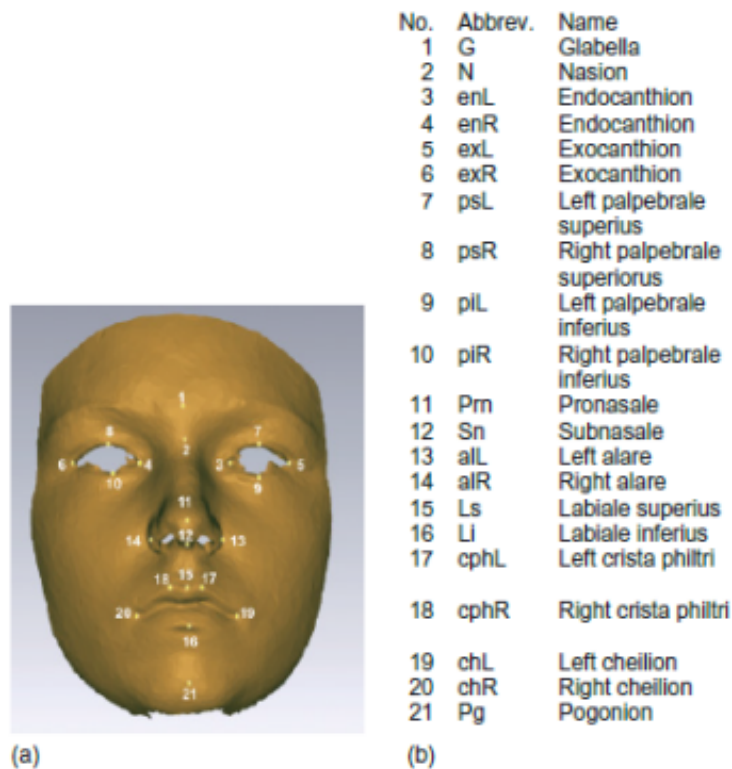 No. Abbrev. Name
1 G Glabella
2 N Nasion
3 enL Endocanthion
4 enR Endocanthion
5 exL Exocanthion
6 exR Exocanthion
7 psL Left palpebrale
superius
8 psR Right palpebrale
superiorus
9 piL Left palpebrale
inferius
10 piR Right palpebrale
inferius
11 Prn Pronasale
12 Sn Subnasale
13 alL Left alare
14 alR Right alare
15 Ls Labiale superius
16 Li Labiale inferius
17 cphL Left crista philtri
18 cphR Right crista philtri
19 chL Left cheilion
20 chR Right cheilion
21 Pg Pogonion
1
8 2 7
6 4 3 5
10 9
11
14 12 13
18 15 17
20 19
16
21
(a) (b)